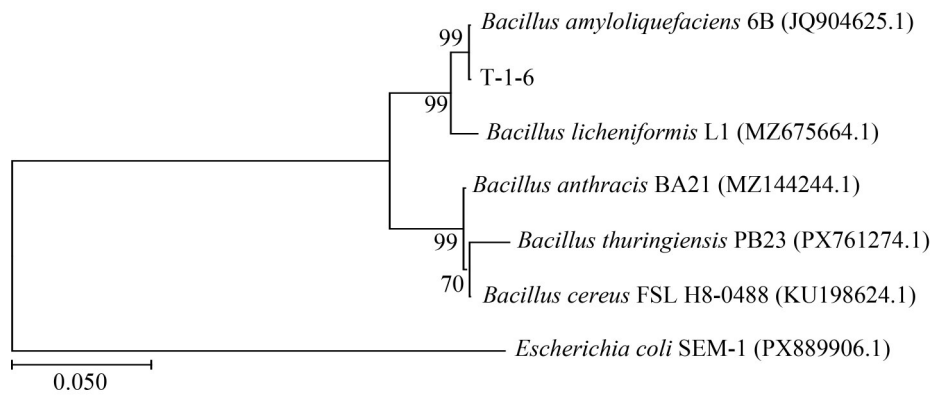 Bacillus amyloliquefaciens 6B (JQ904625.1)
99
T-1-6
99
Bacillus licheniformis L1 (MZ675664.1)
Bacillus anthracis BA21 (MZ144244.1)
99
Bacillus thuringiensis PB23 (PX761274.1)
70
Bacillus cereus FSL H8-0488 (KU198624.1)
Escherichia coli SEM-1 (PX889906.1)
0.050